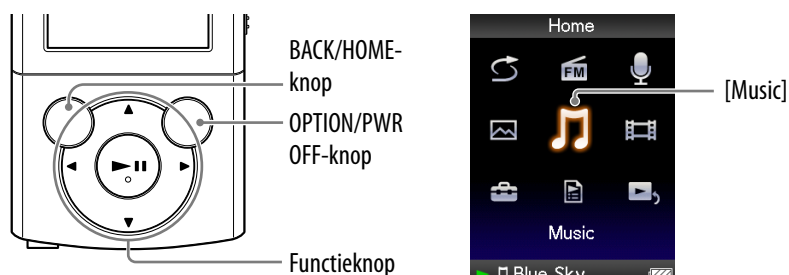 BACK/HOME-
knop
OPTION/PWR
OFF-knop
Functieknop
Home
FM
[Music]
Music
Blue Sky